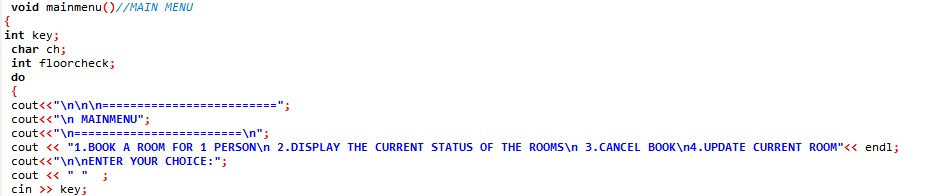 void mainmenu()//MAIN MENU
{
int key;
char ch;
int floorcheck;
do
{
cout<<"\n\n\n=========================";
cout<<"\n MAINMENU";
cout<<"\n========================\n";
cout << "1.BOOK A ROOM FOR 1 PERSON\n 2.DISPLAY THE CURRENT STATUS OF THE ROOMS\n 3.CANCEL BOOK\n4.UPDATE CURRENT ROOM"<< endl;
cout<<"\n\nENTER YOUR CHOICE:";
cout << " "  ;
cin >> key;